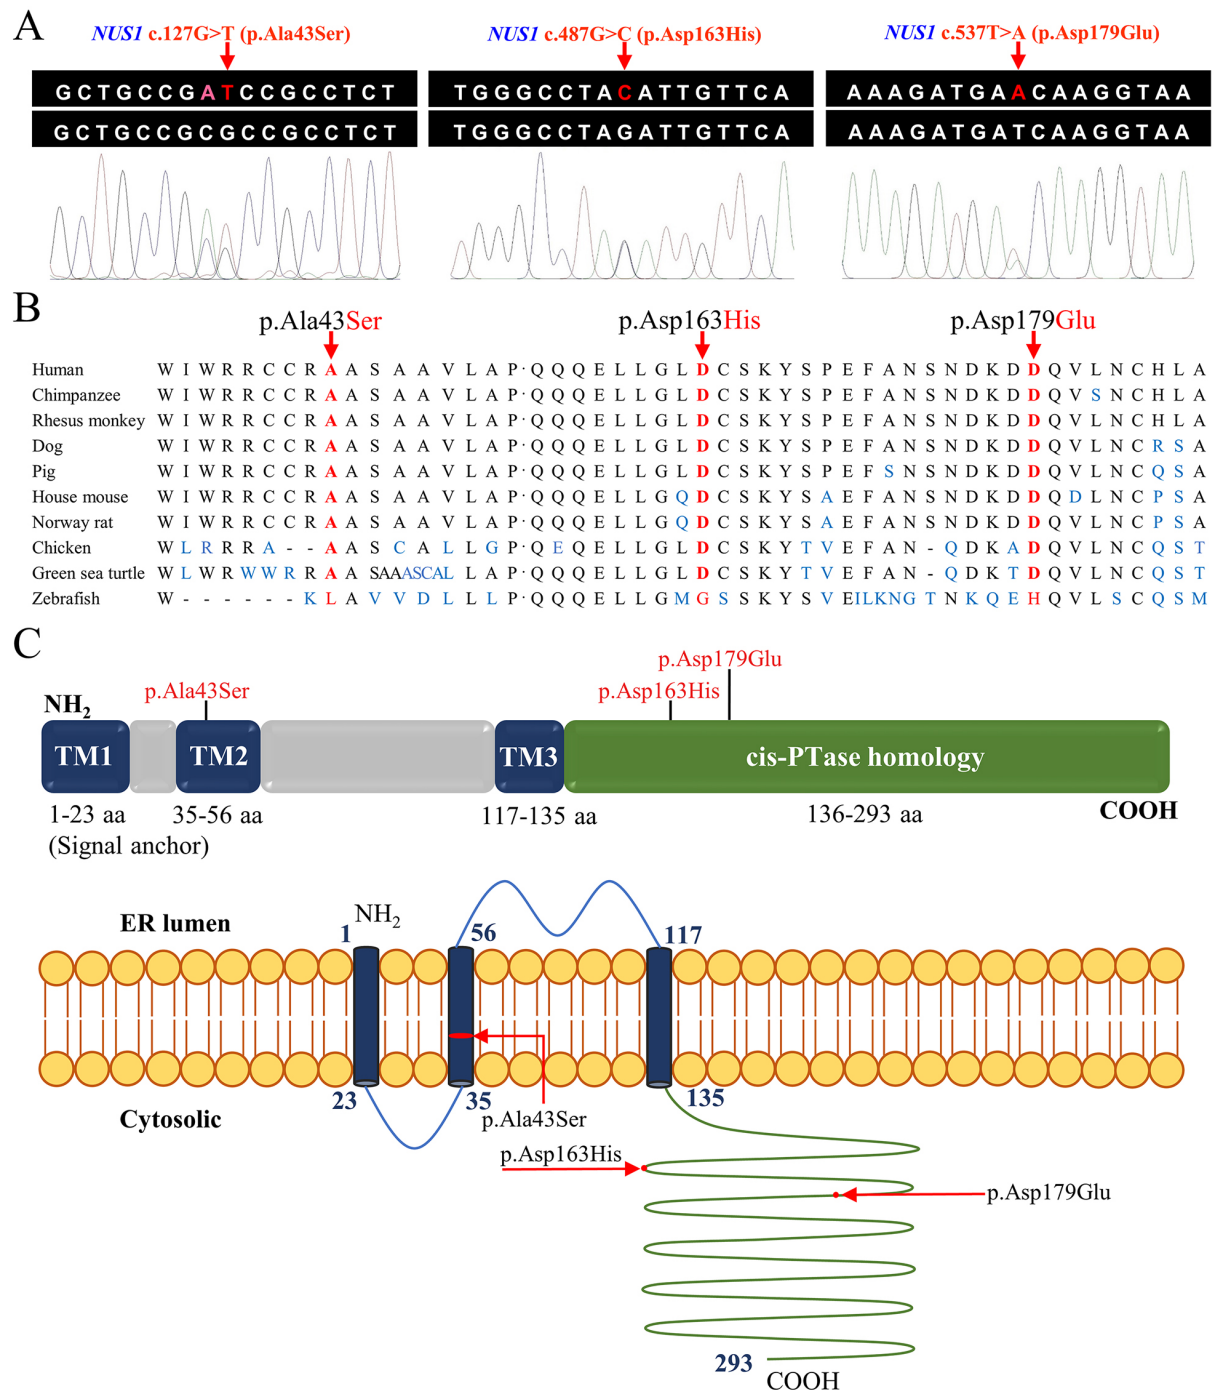 A
NUS1 c.127G>T (p.Ala43Ser) NUS1 c.487G>C (p.Asp163His) NUS1 c.537T>A (p.Asp179Glu)
GCTGCCGATCCGCCTCT TGGGCCTACATTGTTCA AAAGATGAACAAGGTAA
GCTGCCGCGCCGCCTCT TGGGCCTAGATTGTTCA AAAGATGATCAAGGTAA
B
p.Ala43Ser p.Asp163His p.Asp179Glu
Human W I W R R C C R A A S A A V L A P · Q Q Q E L L G L D C S K Y S P E F A N S N D K D D Q V L N C H L A
Chimpanzee W I W R R C C R A A S A A V L A P · Q Q Q E L L G L D C S K Y S P E F A N S N D K D D Q V S N C H L A
Rhesus monkey W I W R R C C R A A S A A V L A P · Q Q Q E L L G L D C S K Y S P E F A N S N D K D D Q V L N C H L A
Dog W I W R R C C R A A S A A V L A P · Q Q Q E L L G L D C S K Y S P E F A N S N D K D D Q V L N C R S A
Pig W I W R R C C R A A S A A V L A P · Q Q Q E L L G L D C S K Y S P E F S N S N D K D D Q V L N C Q S A
House mouse W I W R R C C R A A S A A V L A P · Q Q Q E L L G Q D C S K Y S A E F A N S N D K D D Q D L N C P S A
Norway rat W I W R R C C R A A S A A V L A P · Q Q Q E L L G Q D C S K Y S A E F A N S N D K D D Q V L N C P S A
Chicken W L R R R A - - A A S C A L L G P · Q E Q E L L G L D C S K Y T V E F A N - Q D K A D Q V L N C Q S T
Green sea turtle W L W R W W R R A A SAAASCAL L A P · Q Q Q E L L G L D C S K Y T V E F A N - Q D K T D Q V L N C Q S T
Zebrafish W - - - - - - K L A V V D L L L P · Q Q Q E L L G M G S S K Y S V E ILKNG T N K Q E H Q V L S C Q S M
C
p.Asp179Glu
p.Ala43Ser p.Asp163His
NH2
TM1 TM2 TM3 cis-PTase homology
1-23 aa 35-56 aa 117-135 aa 136-293 aa COOH
(Signal anchor)
ER lumen 1 NH2 56 117
Cytosolic 23 35 135
p.Ala43Ser
p.Asp163His
p.Asp179Glu
293
COOH